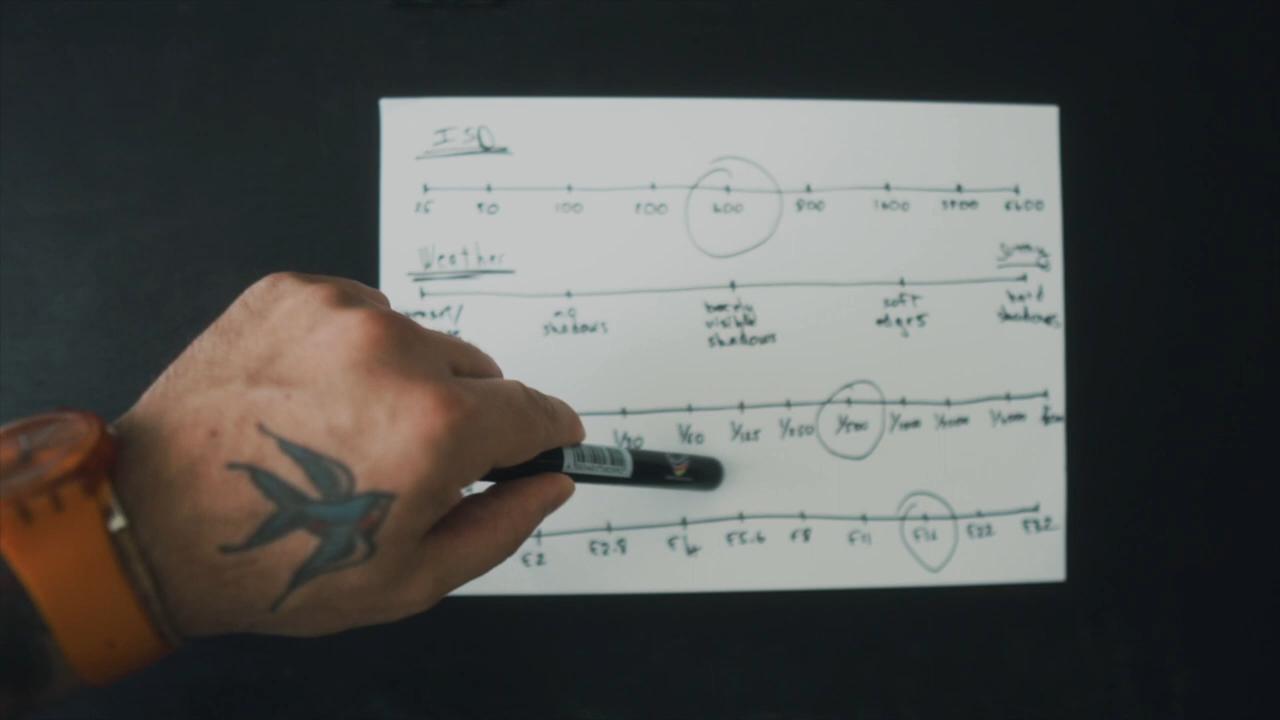 ISO
25 50 100 200 400 800 1600 3200 6400
Weather
Sunny
no shadows
barely visible shadows
soft edges
hard shadows
1/30 1/60 1/125 1/250 1/500 1/1000 1/2000 1/4000
F2 F2.8 F4 F5.6 F8 F11 F16 F22 F32